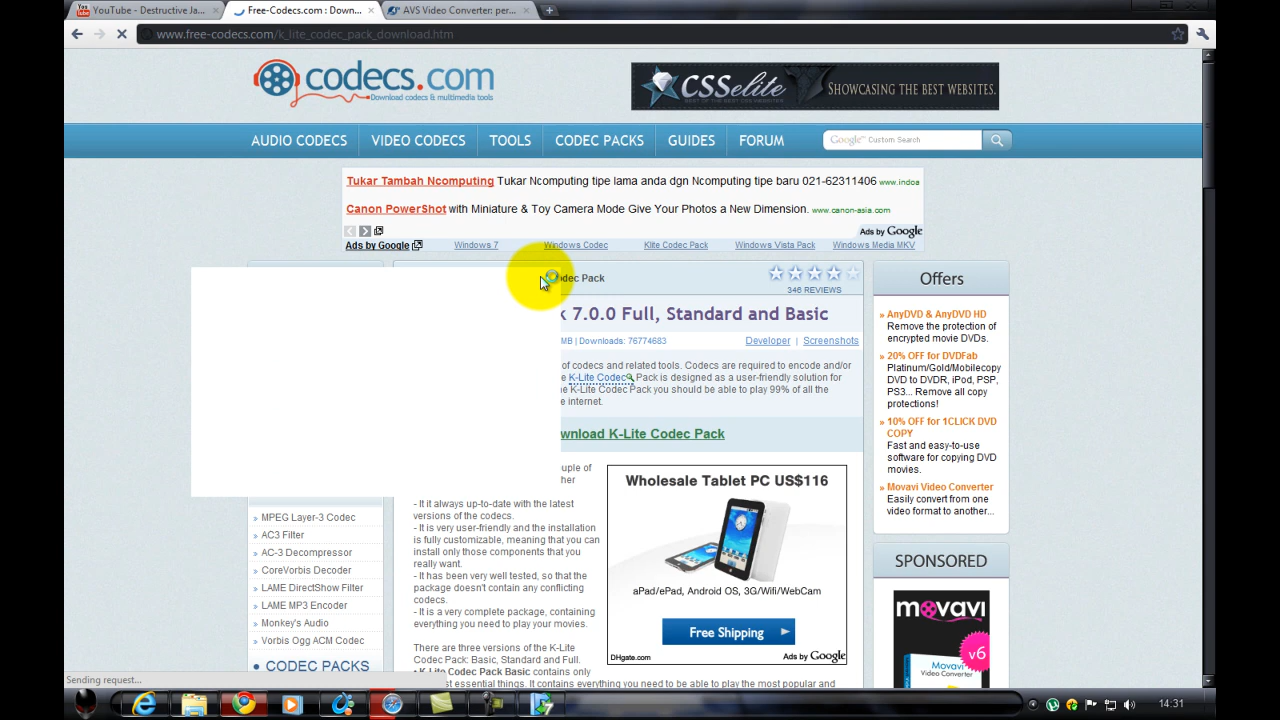 YouTube - Destructive Ja...
Free-Codecs.com : Down...
AVS Video Converter: per...
www.free-codecs.com/k_lite_codec_pack_download.htm
codecs.com
Download codecs & multimedia tools
CSSelite
BEST OF THE BEST CSS WEBSITES
SHOWCASING THE BEST WEBSITES.
AUDIO CODECS
VIDEO CODECS
TOOLS
CODEC PACKS
GUIDES
FORUM
Google™ Custom Search
Tukar Tambah Ncomputing Tukar Ncomputing tipe lama anda dgn Ncomputing tipe baru 021-62311406 www.indoa
Canon PowerShot with Miniature & Toy Camera Mode Give Your Photos a New Dimension. www.canon-asia.com
Ads by Google
Ads by Google
Windows 7
Windows Codec
Klite Codec Pack
Windows Vista Pack
Windows Media MKV
odec Pack
346 REVIEWS
k 7.0.0 Full, Standard and Basic
MB | Downloads: 76774683
Developer | Screenshots
of codecs and related tools. Codecs are required to encode and/or
e K-Lite Codec Pack is designed as a user-friendly solution for
e K-Lite Codec Pack you should be able to play 99% of all the
e internet.
wnload K-Lite Codec Pack
uple of
ther
- It it always up-to-date with the latest
versions of the codecs.
- It is very user-friendly and the installation
is fully customizable, meaning that you can
install only those components that you
really want.
- It has been very well tested, so that the
package doesn't contain any conflicting
codecs.
- It is a very complete package, containing
everything you need to play your movies.
There are three versions of the K-Lite
Codec Pack: Basic, Standard and Full.
• K-Lite Codec Pack Basic contains only
st essential things. It contains everything you need to be able to play the most popular and
Wholesale Tablet PC US$116
aPad/ePad, Android OS, 3G/Wifi/WebCam
Free Shipping
DHgate.com
Ads by Google
MPEG Layer-3 Codec
AC3 Filter
AC-3 Decompressor
CoreVorbis Decoder
LAME DirectShow Filter
LAME MP3 Encoder
Monkey's Audio
Vorbis Ogg ACM Codec
CODEC PACKS
Offers
» AnyDVD & AnyDVD HD
Remove the protection of
encrypted movie DVDs.
» 20% OFF for DVDFab
Platinum/Gold/Mobilecopy
DVD to DVDR, iPod, PSP,
PS3... Remove all copy
protections!
» 10% OFF for 1CLICK DVD
COPY
Fast and easy-to-use
software for copying DVD
movies.
» Movavi Video Converter
Easily convert from one
video format to another...
SPONSORED
movavi
v6
Movavi
Video Converter
Sending request...
14:31